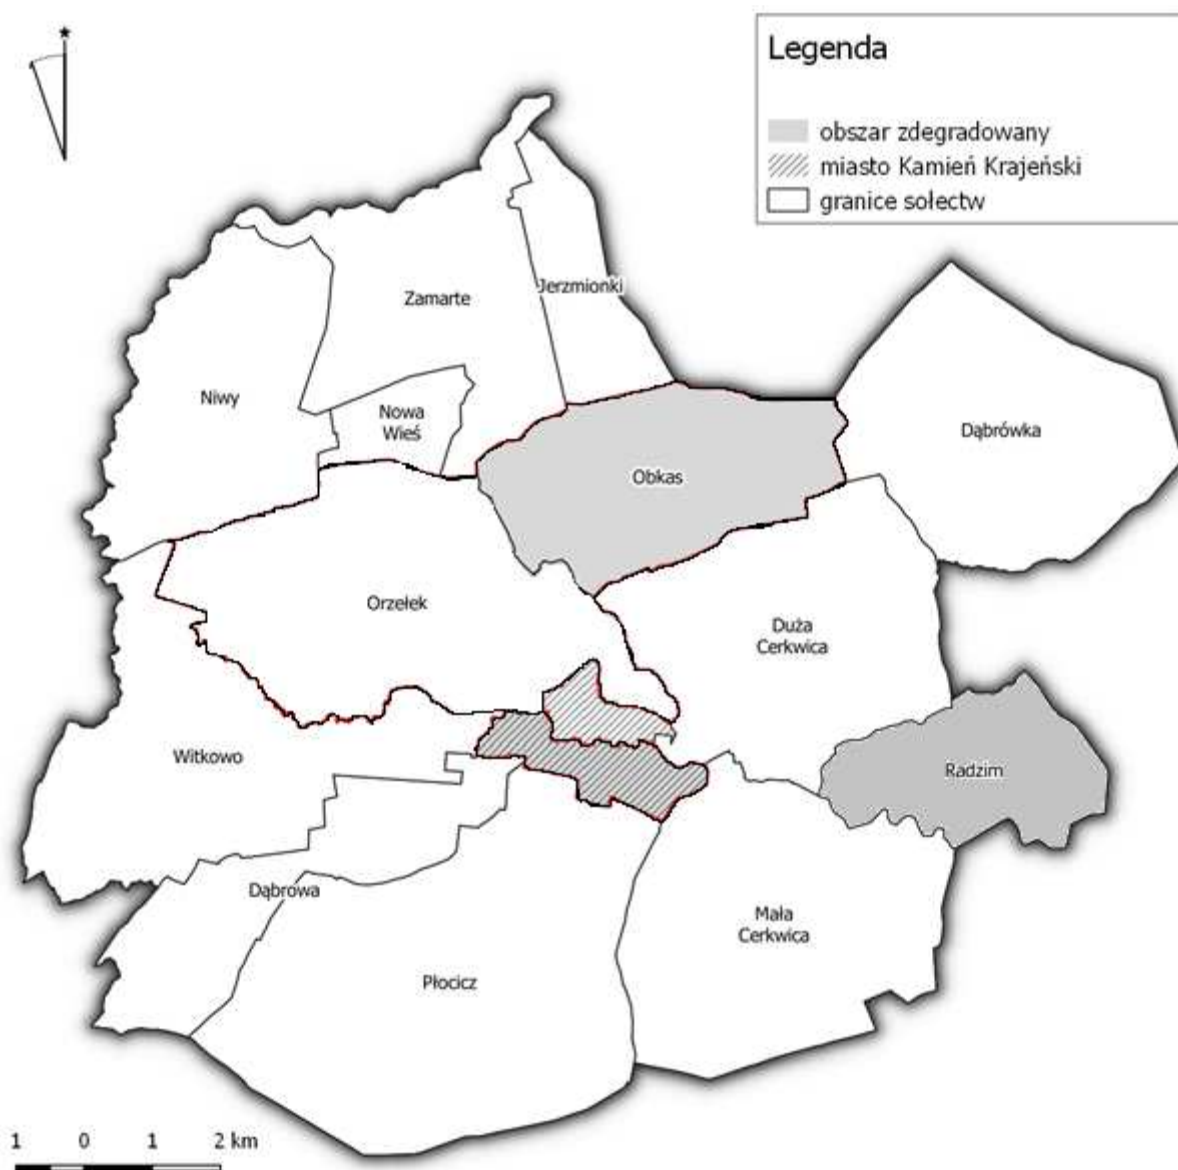 Legenda
obszar zdegradowany
miasto Kamień Krajeński
granice sołectw
Jerzmionki
Zamarte
Niwy
Nowa
Wieś
Dąbrówka
Obkas
Orzełek
Duża
Cerkwica
Witkowo
Radzim
Dąbrowa
Mała
Cerkwica
Płocicz
1 0 1 2 km